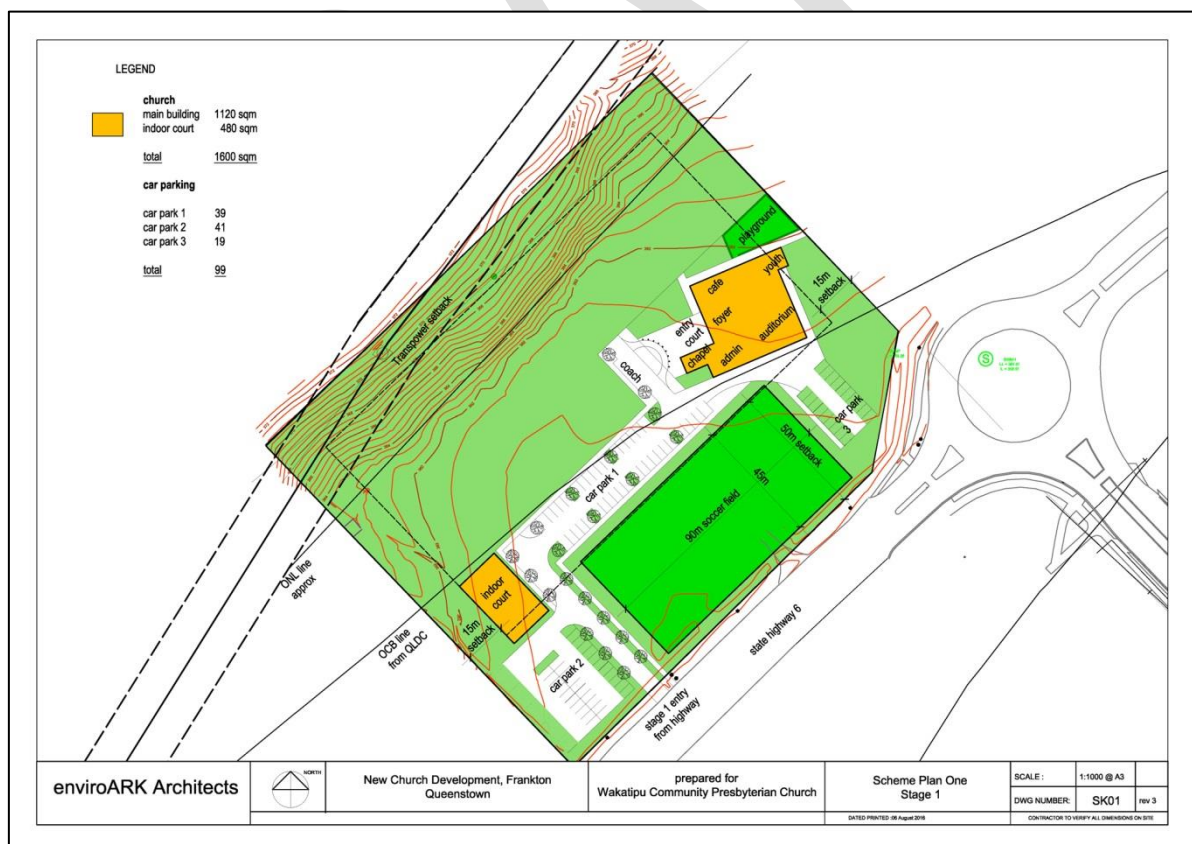 LEGEND
church
main building 1120 sqm
indoor court 480 sqm
total 1600 sqm
car parking
car park 1 39
car park 2 41
car park 3 19
total 99
Transpower setback
playground
youth
cafe
15m
setback
foyer
auditorium
entry
court
chapel
admin
coach
car park
3
50m setback
45m
car park 1
90m soccer field
ONL line
approx
indoor
court
OCB line
from QLDC
15m
setback
car park 2
state highway 6
stage 1 entry
from highway
S
enviroARK Architects
NORTH
New Church Development, Frankton
Queenstown
prepared for
Wakatipu Community Presbyterian Church
Scheme Plan One
Stage 1
SCALE : 1:1000 @ A3
DWG NUMBER: SK01 rev 3
DATED PRINTED :08 August 2016
CONTRACTOR TO VERIFY ALL DIMENSIONS ON SITE